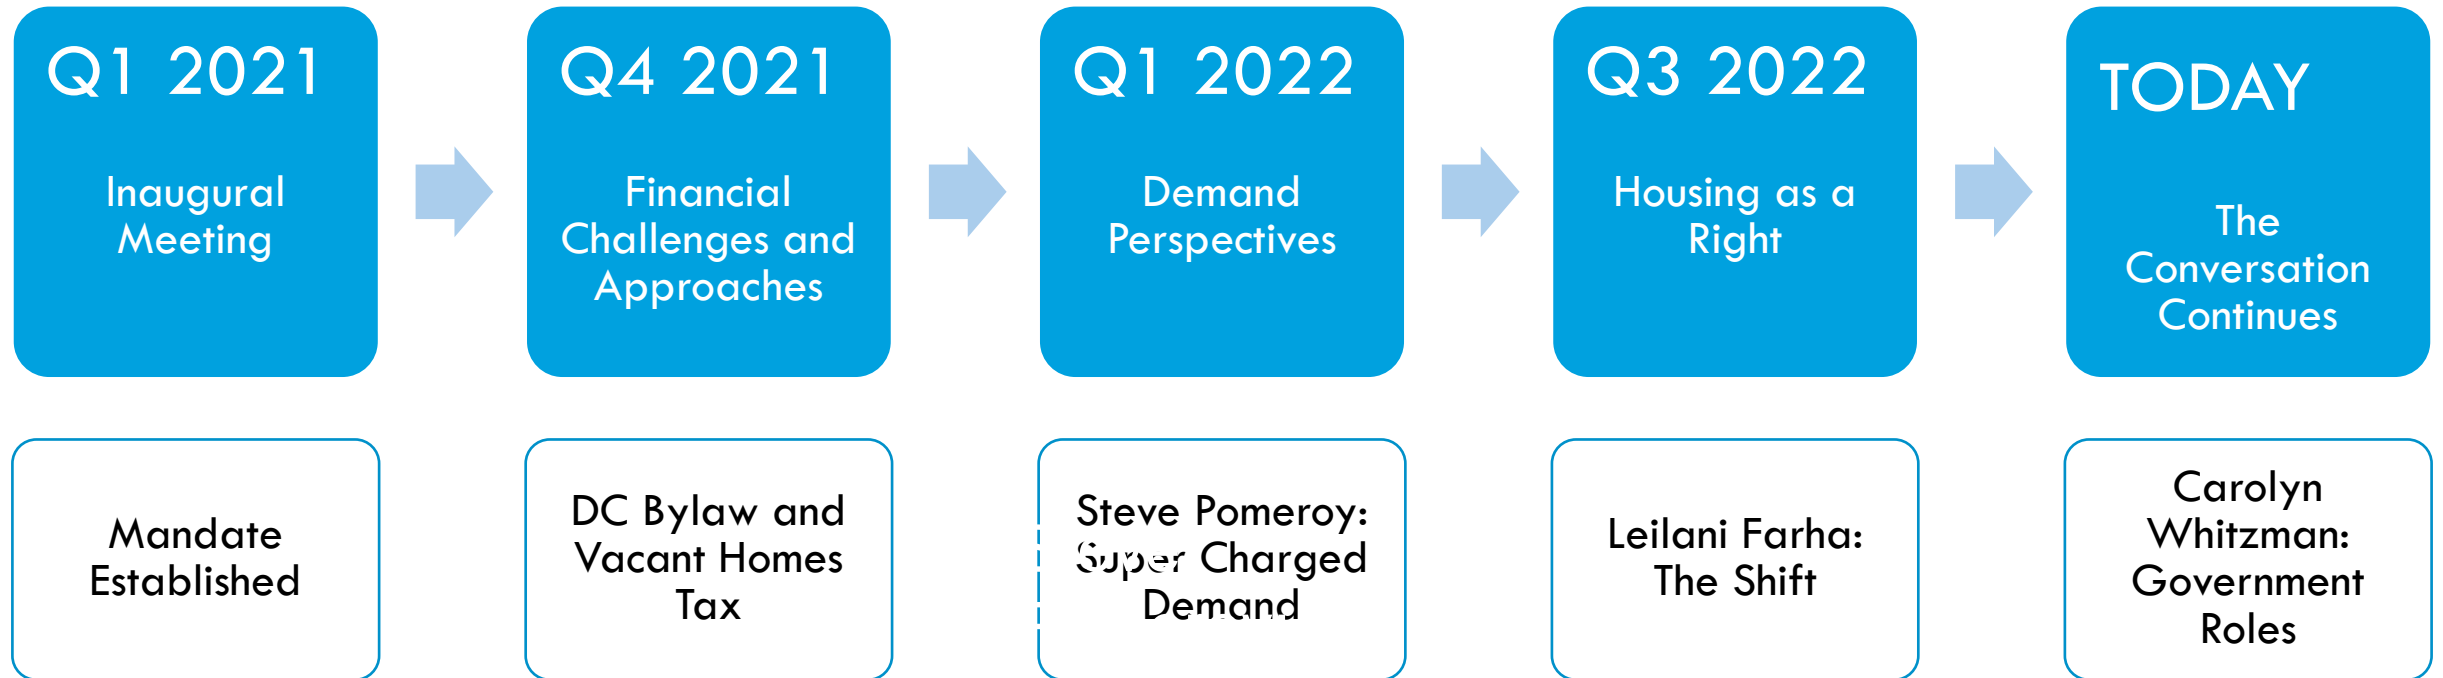 Q1 2021
Inaugural
Meeting
Q4 2021
Financial
Challenges and
Approaches
Q1 2022
Demand
Perspectives
Q3 2022
Housing as a
Right
TODAY
The
Conversation
Continues
Mandate
Established
DC Bylaw and
Vacant Homes
Tax
Steve Pomeroy:
Super Charged
Demand
Leilani Farha:
The Shift
Carolyn
Whitzman:
Government
Roles